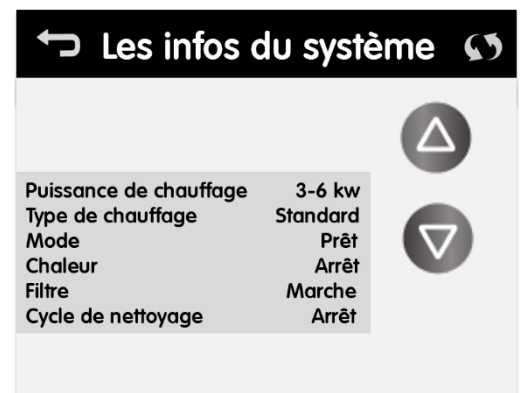 Les infos du système
Puissance de chauffage 3-6 kw
Type de chauffage Standard
Mode Prêt
Chaleur Arrêt
Filtre Marche
Cycle de nettoyage Arrêt